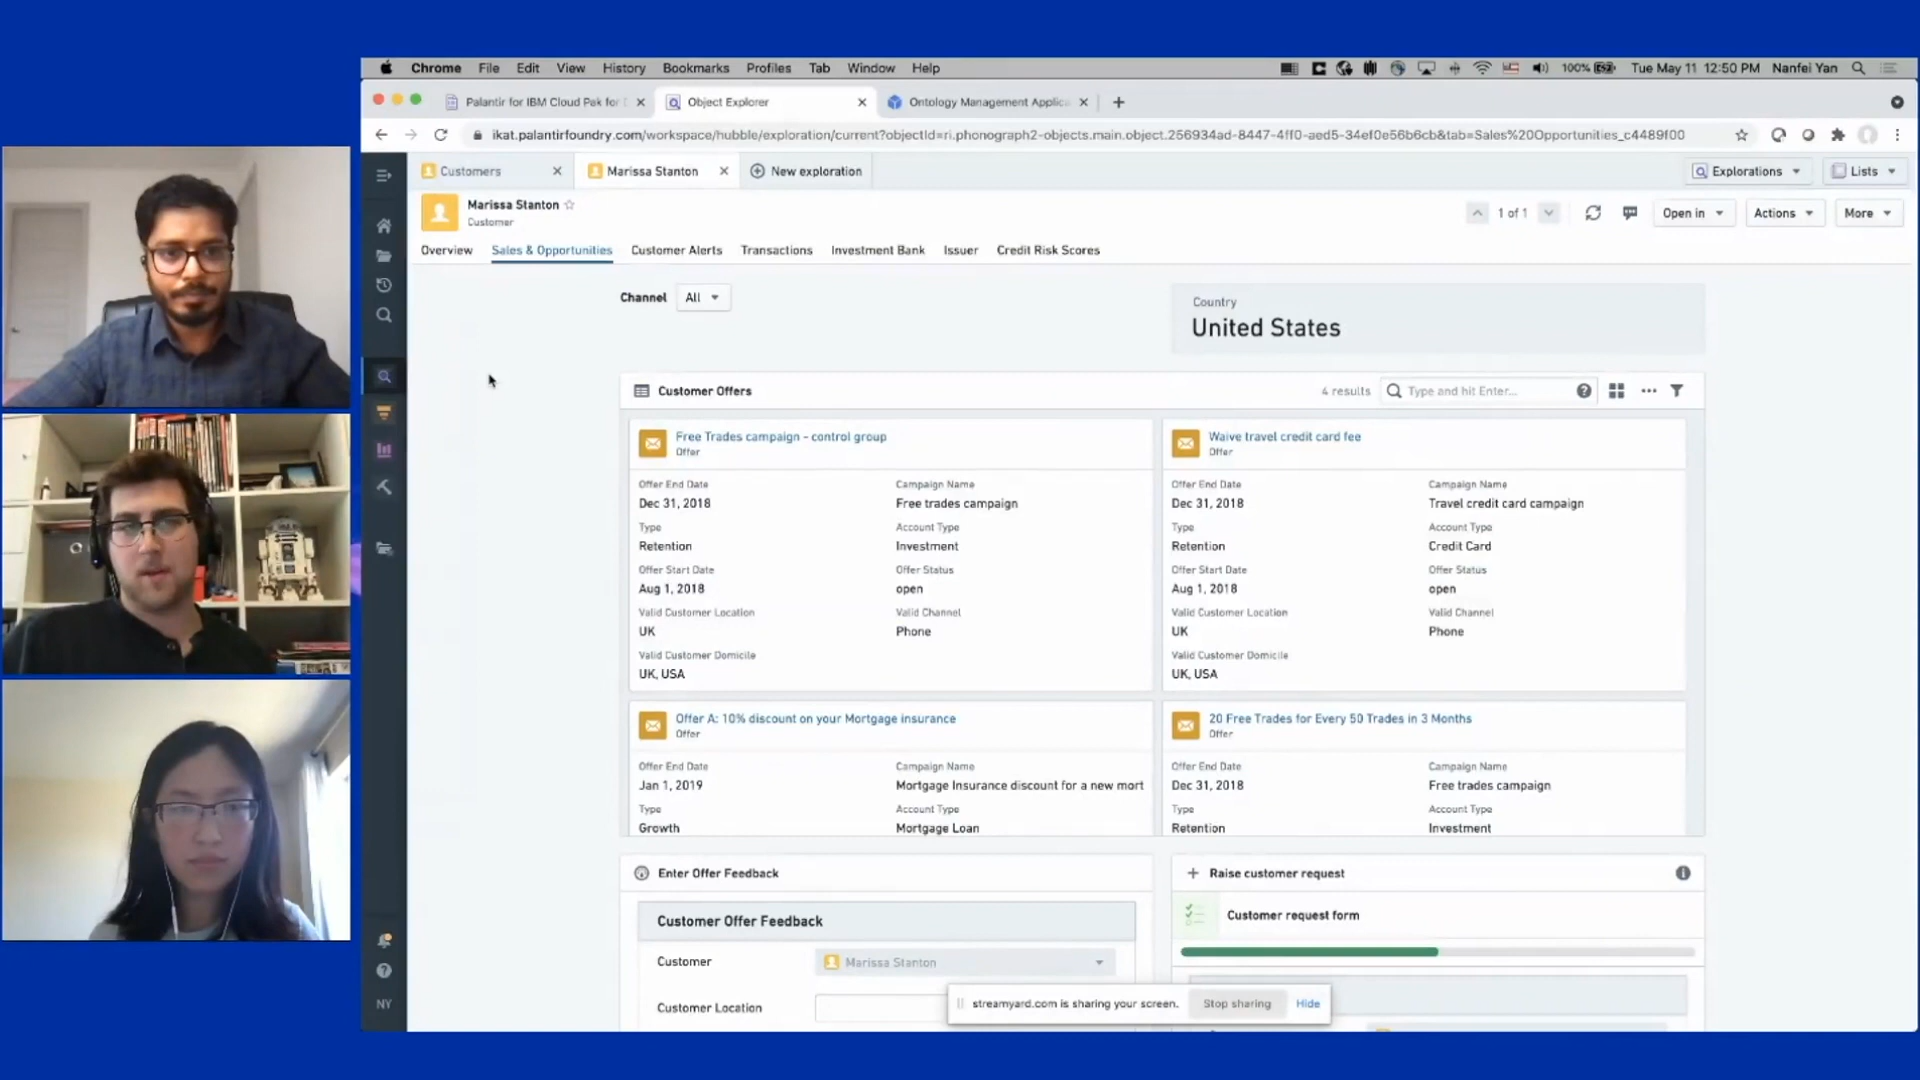 Chrome File Edit View History Bookmarks Profiles Tab Window Help 100% Tue May 11 12:50 PM Nanfei Yan
Palantir for IBM Cloud Pak for Object Explorer Ontology Management Applica
ikat.palantirfoundry.com/workspace/hubble/exploration/current?objectId=ri.phonograph2-objects.main.object.256934ad-8447-4ff0-aed5-34ef0e56b6cb&tab=Sales%20Opportunities_c4489f00
Customers Marissa Stanton New exploration Explorations Lists
Marissa Stanton
Customer
1 of 1 Open in Actions More
Overview Sales & Opportunities Customer Alerts Transactions Investment Bank Issuer Credit Risk Scores
Channel All
Country
United States
Customer Offers 4 results Type and hit Enter...
Free Trades campaign - control group
Offer
Offer End Date Campaign Name
Dec 31, 2018 Free trades campaign
Type Account Type
Retention Investment
Offer Start Date Offer Status
Aug 1, 2018 open
Valid Customer Location Valid Channel
UK Phone
Valid Customer Domicile
UK, USA
Waive travel credit card fee
Offer
Offer End Date Campaign Name
Dec 31, 2018 Travel credit card campaign
Type Account Type
Retention Credit Card
Offer Start Date Offer Status
Aug 1, 2018 open
Valid Customer Location Valid Channel
UK Phone
Valid Customer Domicile
UK, USA
Offer A: 10% discount on your Mortgage insurance
Offer
Offer End Date Campaign Name
Jan 1, 2019 Mortgage Insurance discount for a new mort
Type Account Type
Growth Mortgage Loan
20 Free Trades for Every 50 Trades in 3 Months
Offer
Offer End Date Campaign Name
Dec 31, 2018 Free trades campaign
Type Account Type
Retention Investment
Enter Offer Feedback
Customer Offer Feedback
Customer Marissa Stanton
Customer Location
Raise customer request
Customer request form
streamyard.com is sharing your screen. Stop sharing Hide
NY